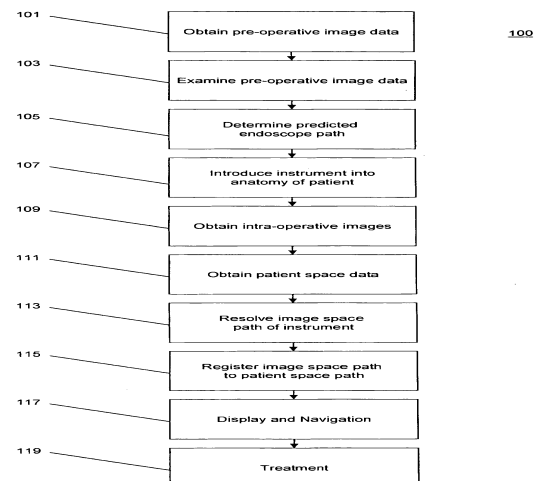 100
101
Obtain pre-operative image data
103
Examine pre-operative image data
105
Determine predicted
endoscope path
107
Introduce instrument into
anatomy of patient
109
Obtain intra-operative images
111
Obtain patient space data
113
Resolve image space
path of instrument
115
Register image space path
to patient space path
117
Display and Navigation
119
Treatment